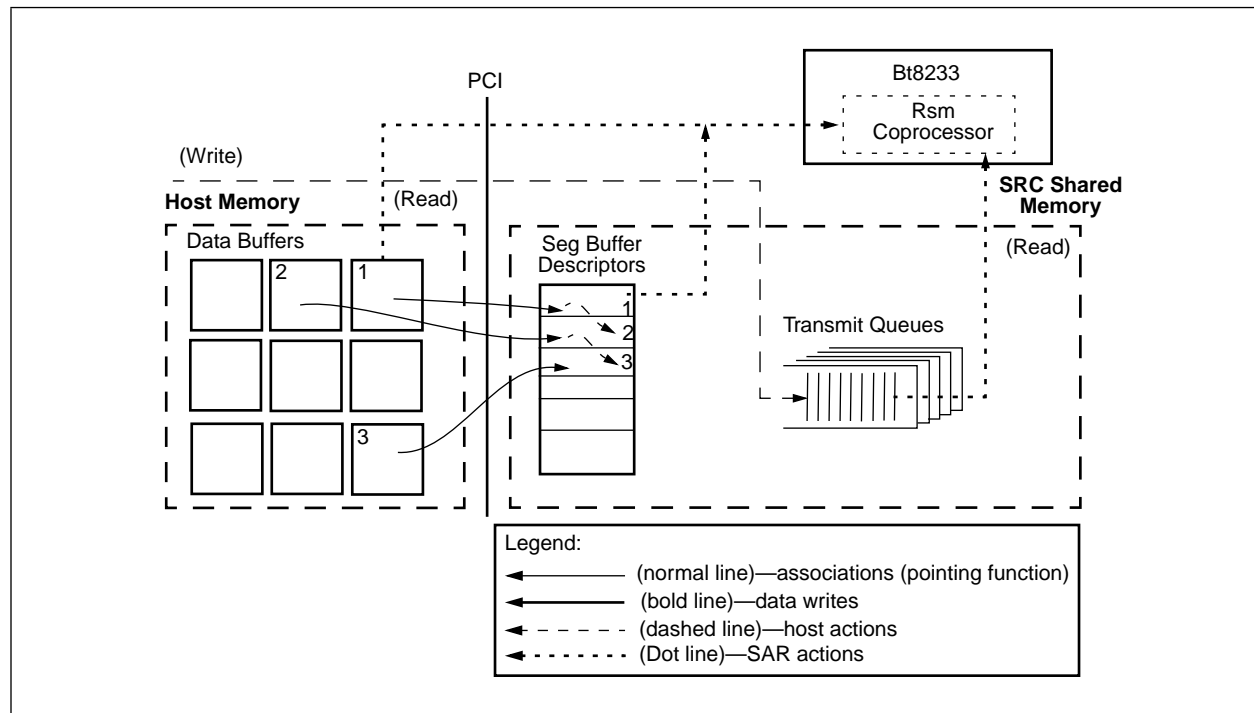 Bt8233
PCI
Rsm
Coprocessor
(Write)
Host Memory
(Read)
SRC Shared
Memory
Data Buffers
Seg Buffer
Descriptors
(Read)
2
1
1
2
3
Transmit Queues
3
Legend:
(normal line)—associations (pointing function)
(bold line)—data writes
(dashed line)—host actions
(Dot line)—SAR actions